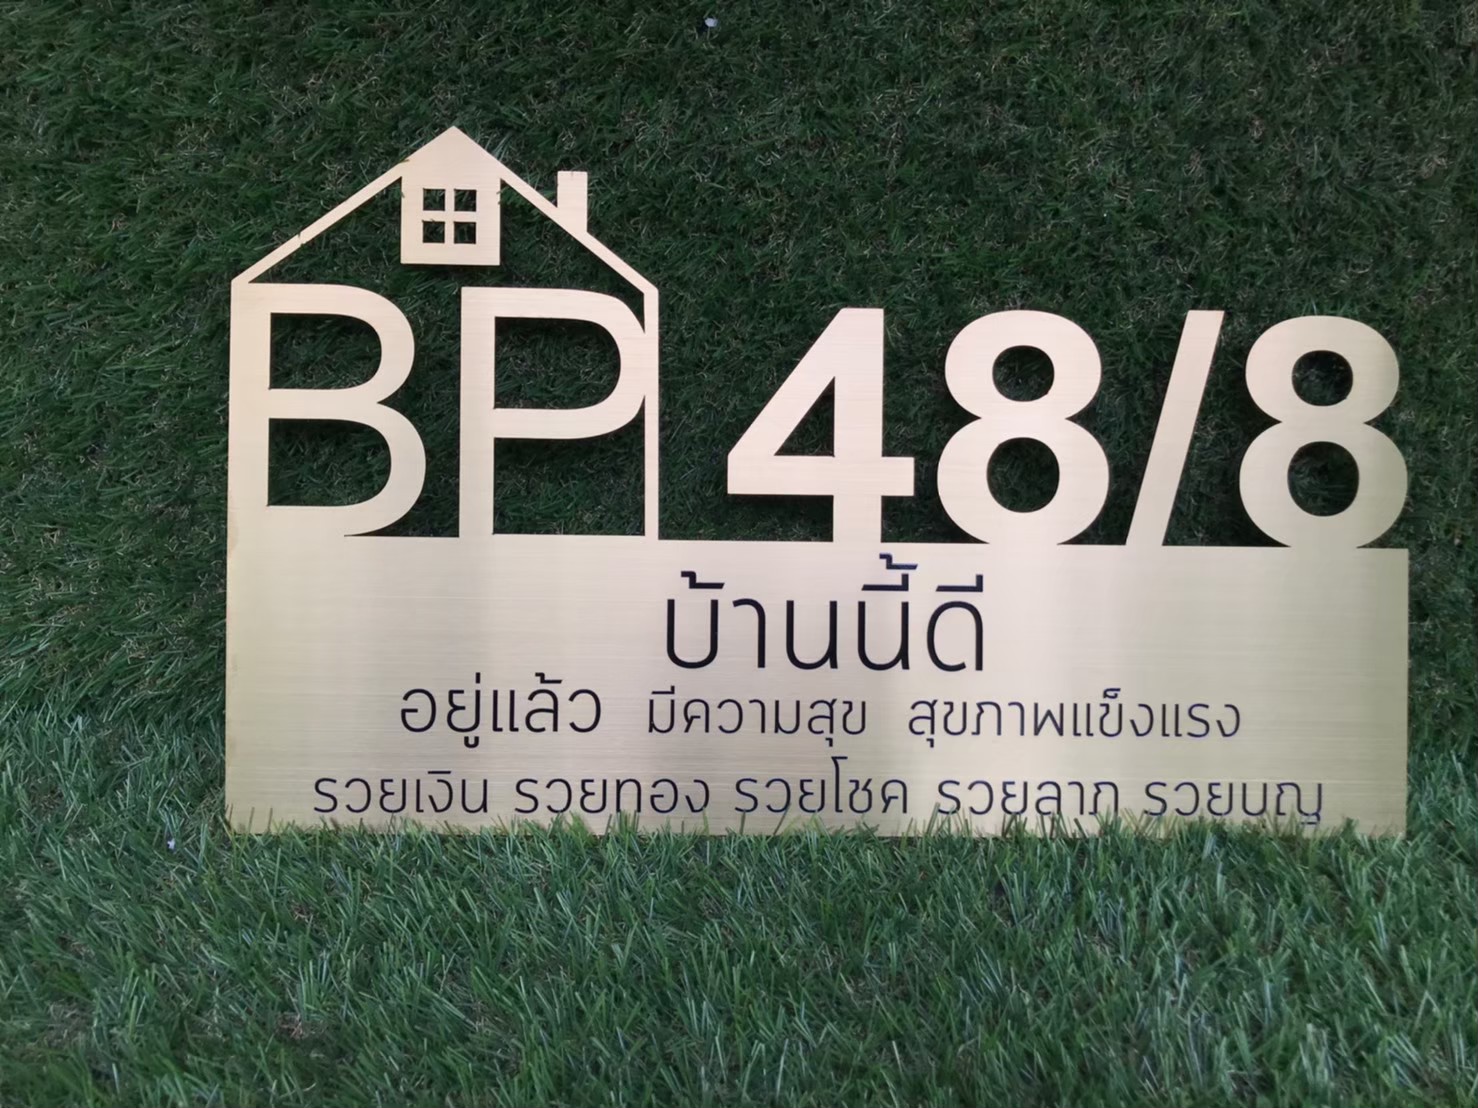 BP 48/8
บ้านนี้ดี
อยู่แล้ว มีความสุข สุขภาพแข็งแรง
รวยเงิน รวยทอง รวยโชค รวยลาภ รวยบุญ